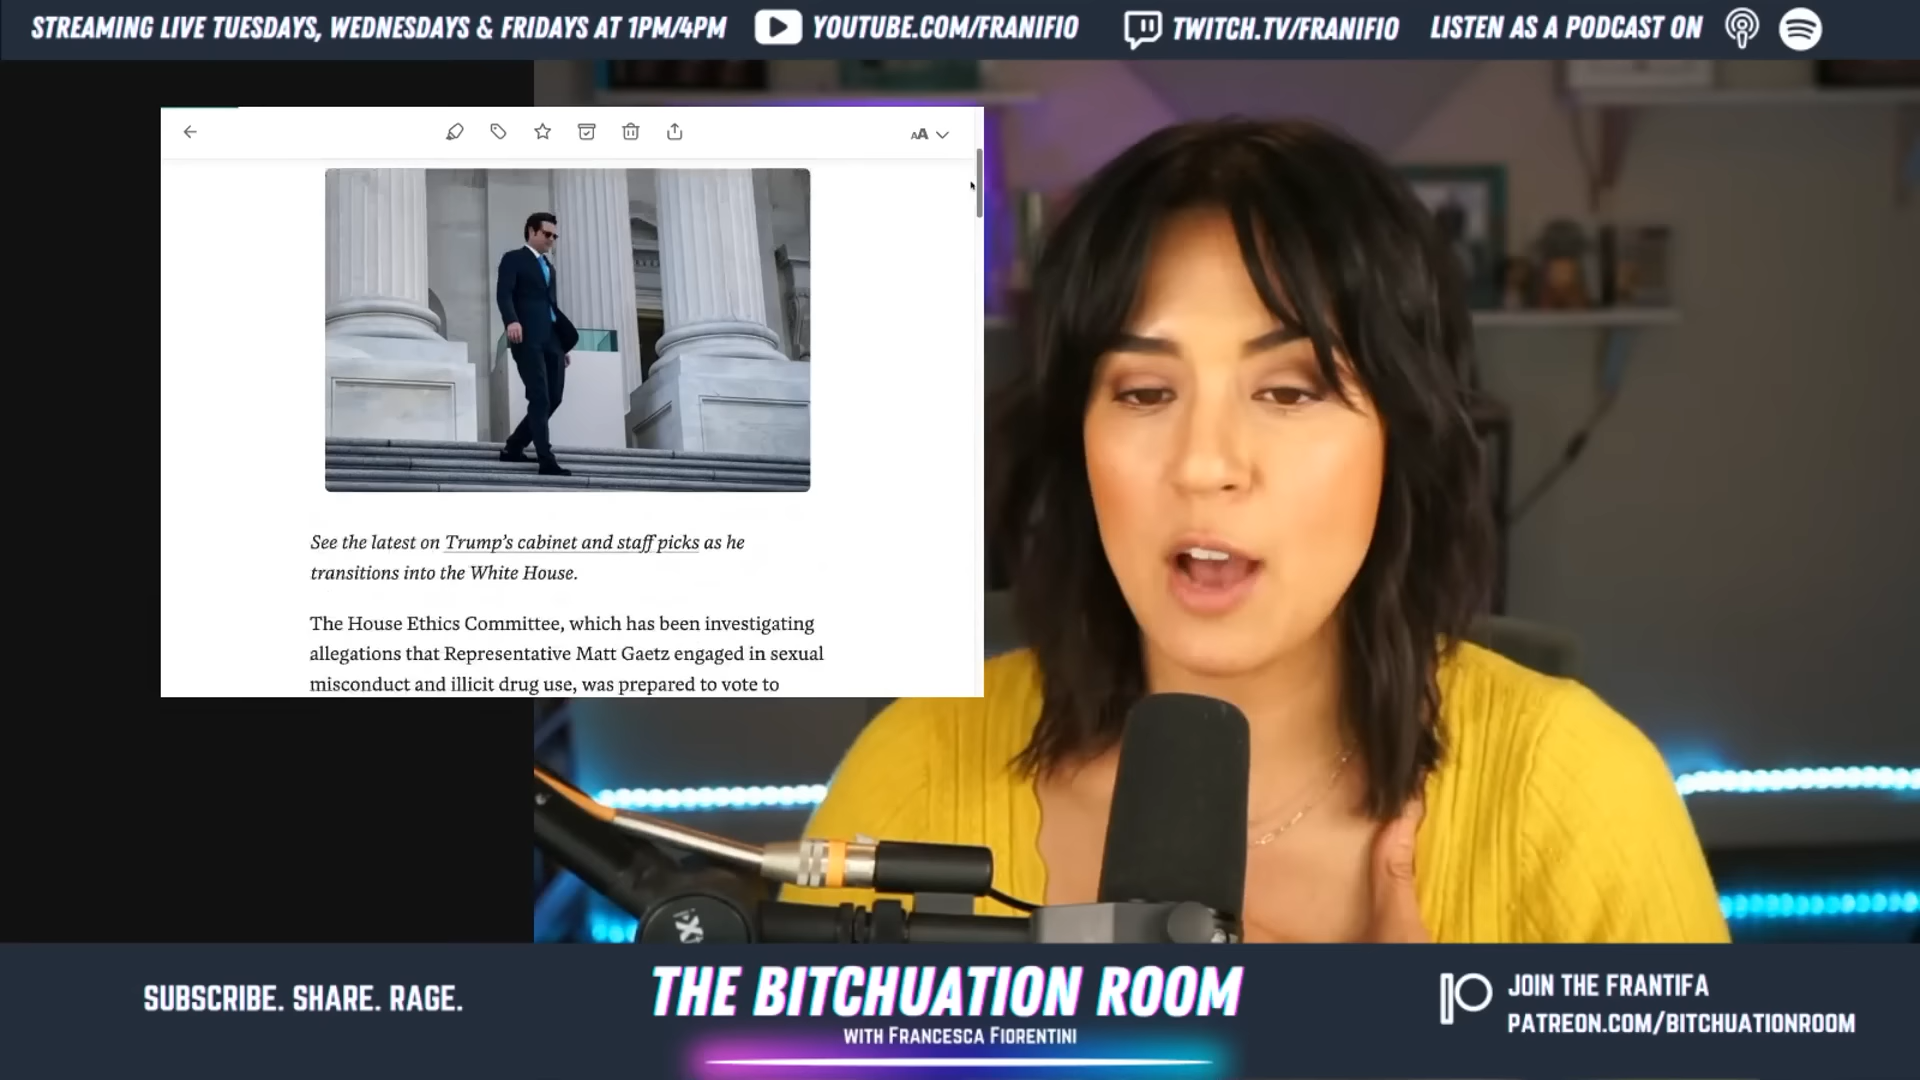 STREAMING LIVE TUESDAYS, WEDNESDAYS & FRIDAYS AT 1PM/4PM
YOUTUBE.COM/FRANIFIO
TWITCH.TV/FRANIFIO
LISTEN AS A PODCAST ON
AA
See the latest on Trump's cabinet and staff picks as he
transitions into the White House.
The House Ethics Committee, which has been investigating
allegations that Representative Matt Gaetz engaged in sexual
misconduct and illicit drug use, was prepared to vote to
SUBSCRIBE. SHARE. RAGE.
THE BITCHUATION ROOM
WITH FRANCESCA FIORENTINI
JOIN THE FRANTIFA
PATREON.COM/BITCHUATIONROOM